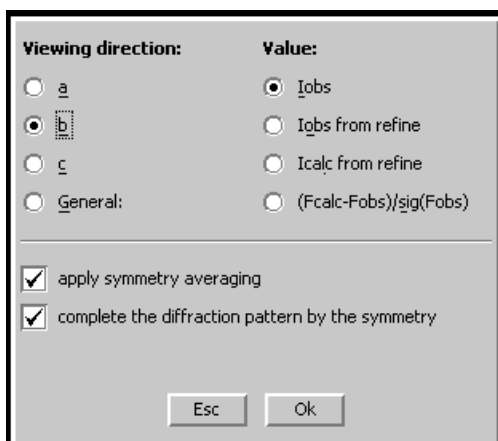 Viewing direction: Value:
a Iobs
b Iobs from refine
c Icalc from refine
General: (Fcalc-Fobs)/sig(Fobs)
apply symmetry averaging
complete the diffraction pattern by the symmetry
Esc Ok